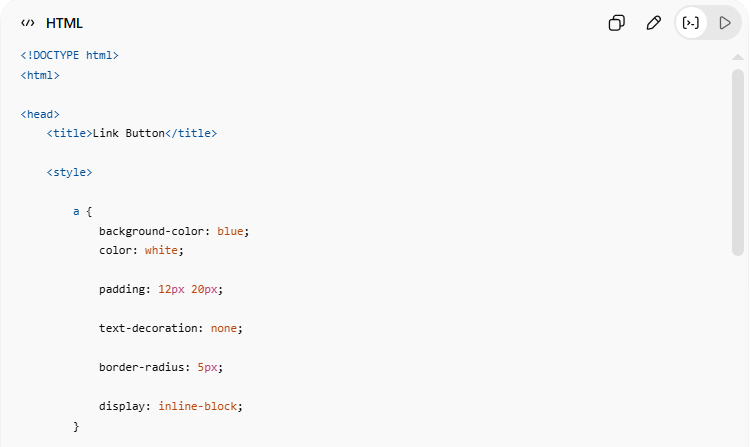 HTML
<!DOCTYPE html>
<html>
<head>
<title>Link Button</title>
<style>
a {
background-color: blue;
color: white;
padding: 12px 20px;
text-decoration: none;
border-radius: 5px;
display: inline-block;
}